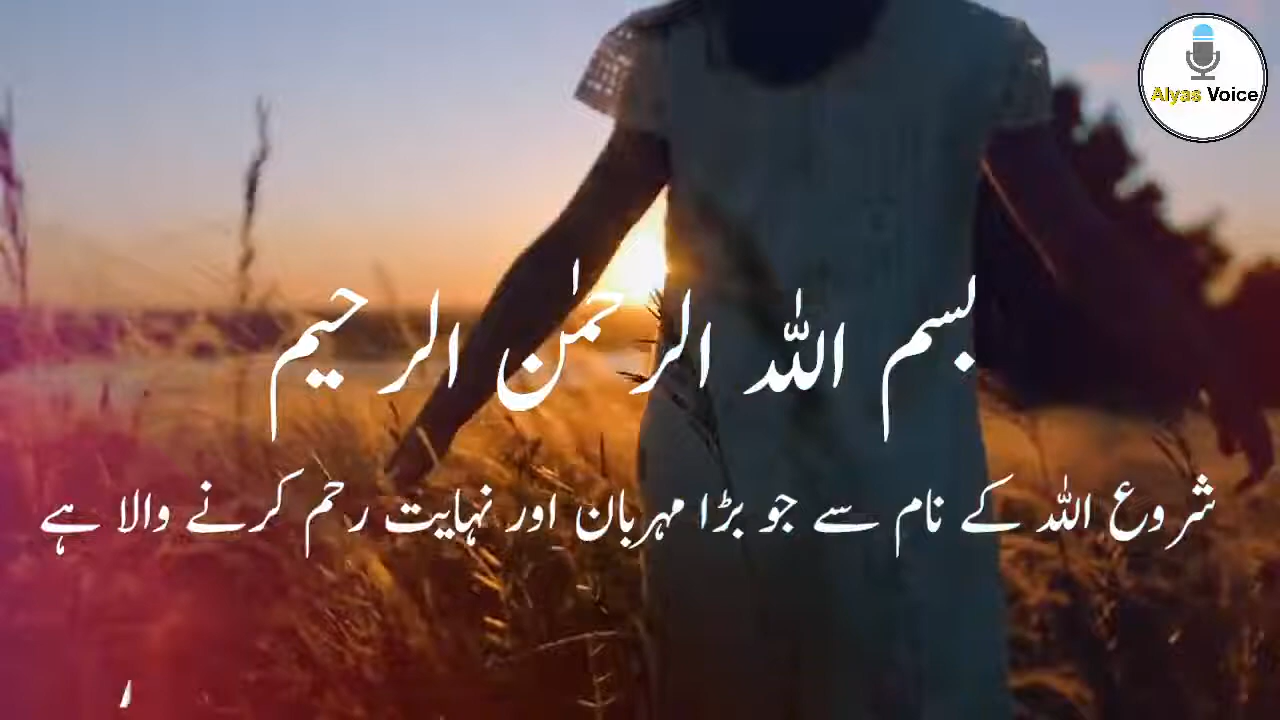 Alyas Voice
بسم اللہ الرحمٰن الرحیم
شروع اللہ کے نام سے جو بڑا مہربان اور نہایت رحم کرنے والا ہے